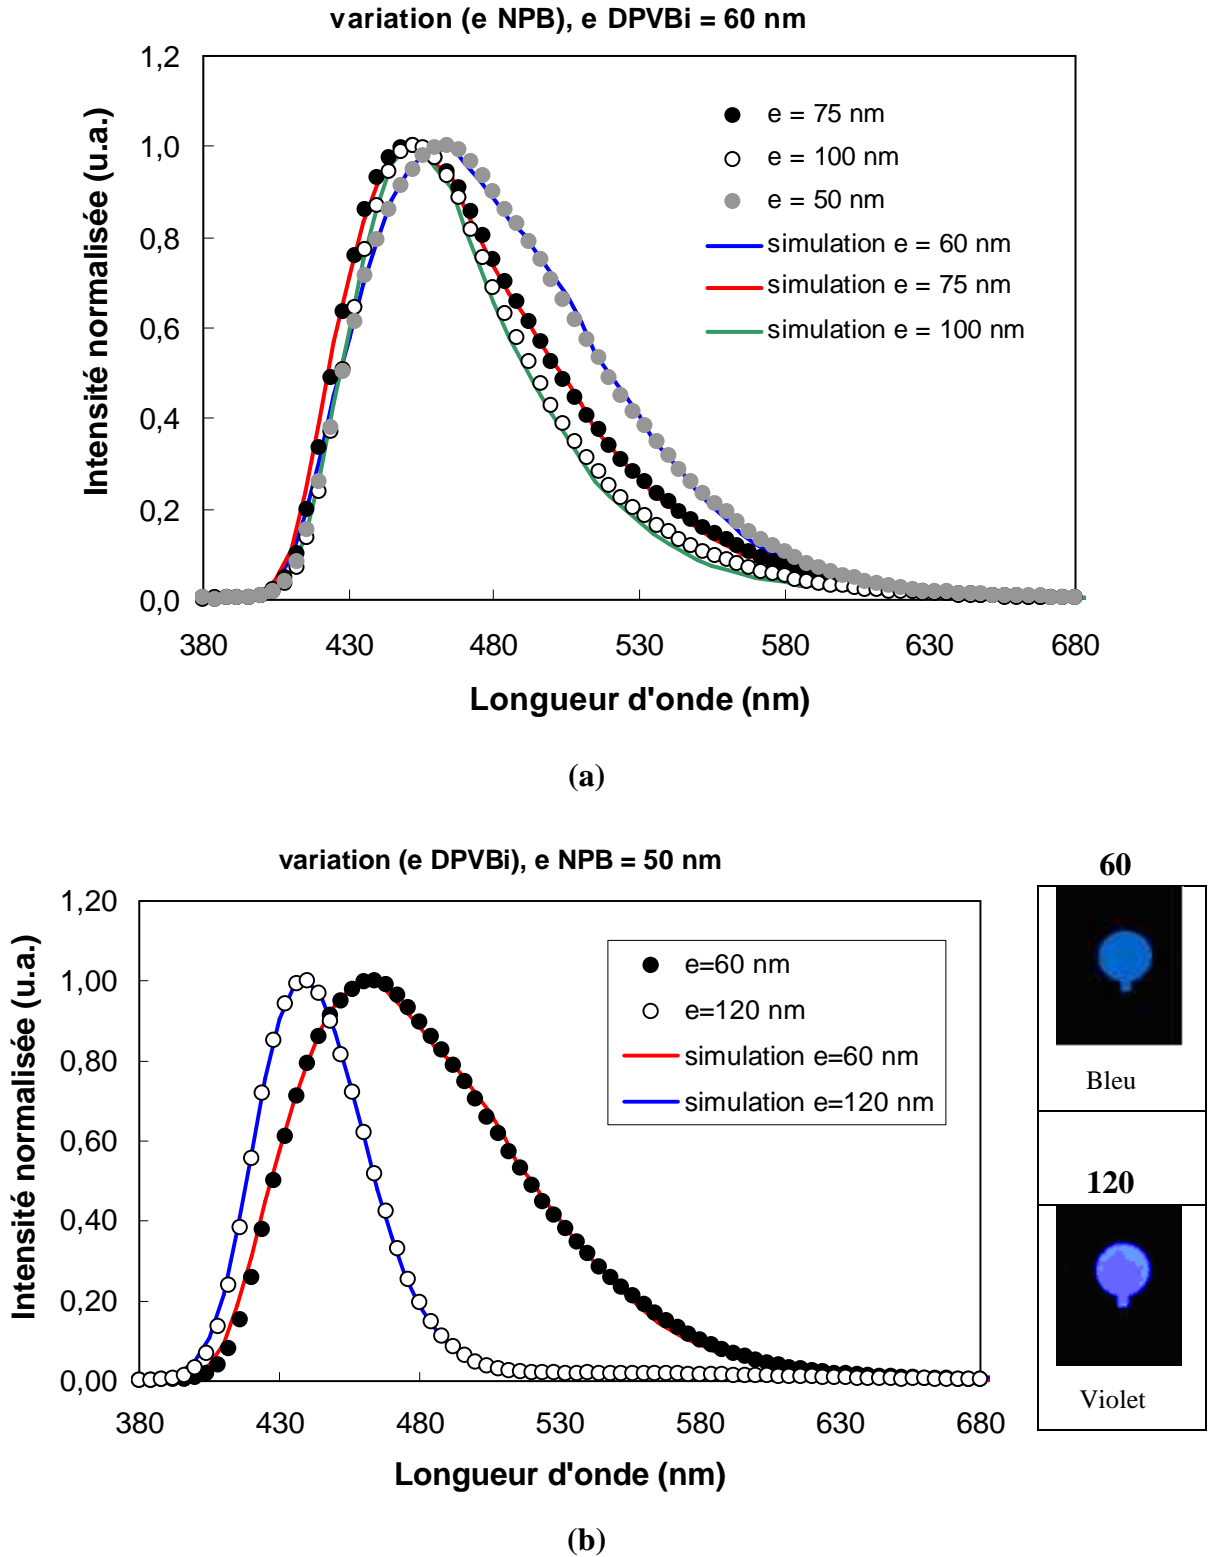 variation (e NPB), e DPVBi = 60 nm
1,2
1,0
0,8
0,6
0,4
0,2
0,0
Intensité normalisée (u.a.)
e = 75 nm
e = 100 nm
e = 50 nm
simulation e = 60 nm
simulation e = 75 nm
simulation e = 100 nm
380 430 480 530 580 630 680
Longueur d'onde (nm)
(a)
variation (e DPVBi), e NPB = 50 nm
1,20
1,00
0,80
0,60
0,40
0,20
0,00
Intensité normalisée (u.a.)
e=60 nm
e=120 nm
simulation e=60 nm
simulation e=120 nm
380 430 480 530 580 630 680
Longueur d'onde (nm)
60
Bleu
120
Violet
(b)